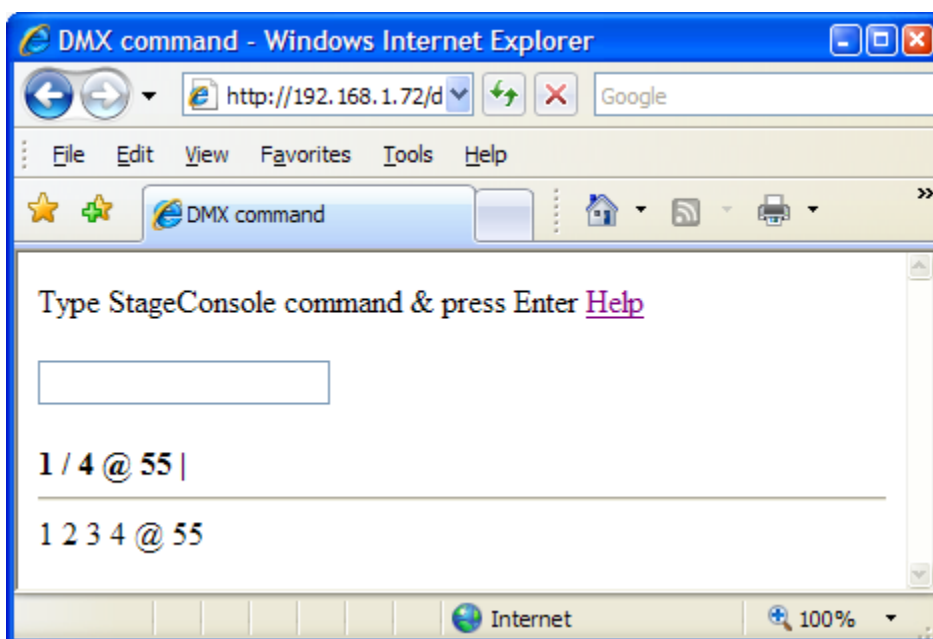 DMX command - Windows Internet Explorer
http://192.168.1.72/d
Google
File Edit View Favorites Tools Help
DMX command
»
Type StageConsole command & press Enter Help
1 / 4 @ 55 |
1 2 3 4 @ 55
Internet
100%